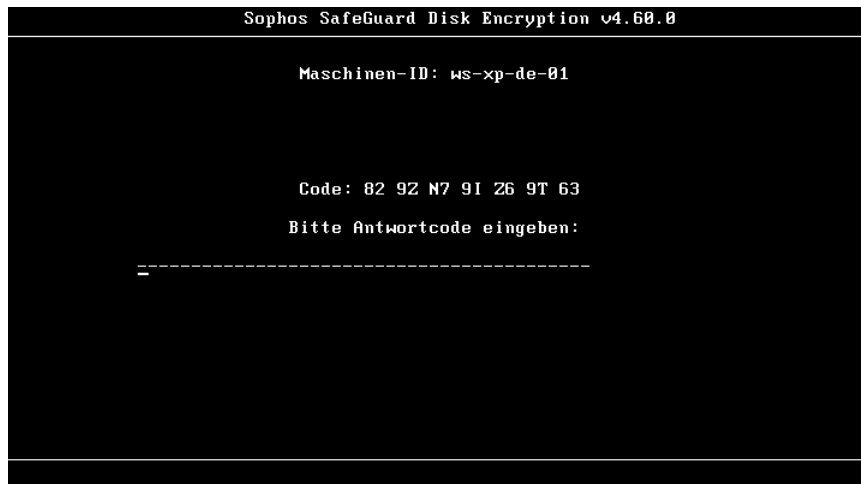 Sophos SafeGuard Disk Encryption v4.60.0
Maschinen-ID: ws-xp-de-01
Code: 82 9Z N7 9I Z6 9T 63
Bitte Antwortcode eingeben: